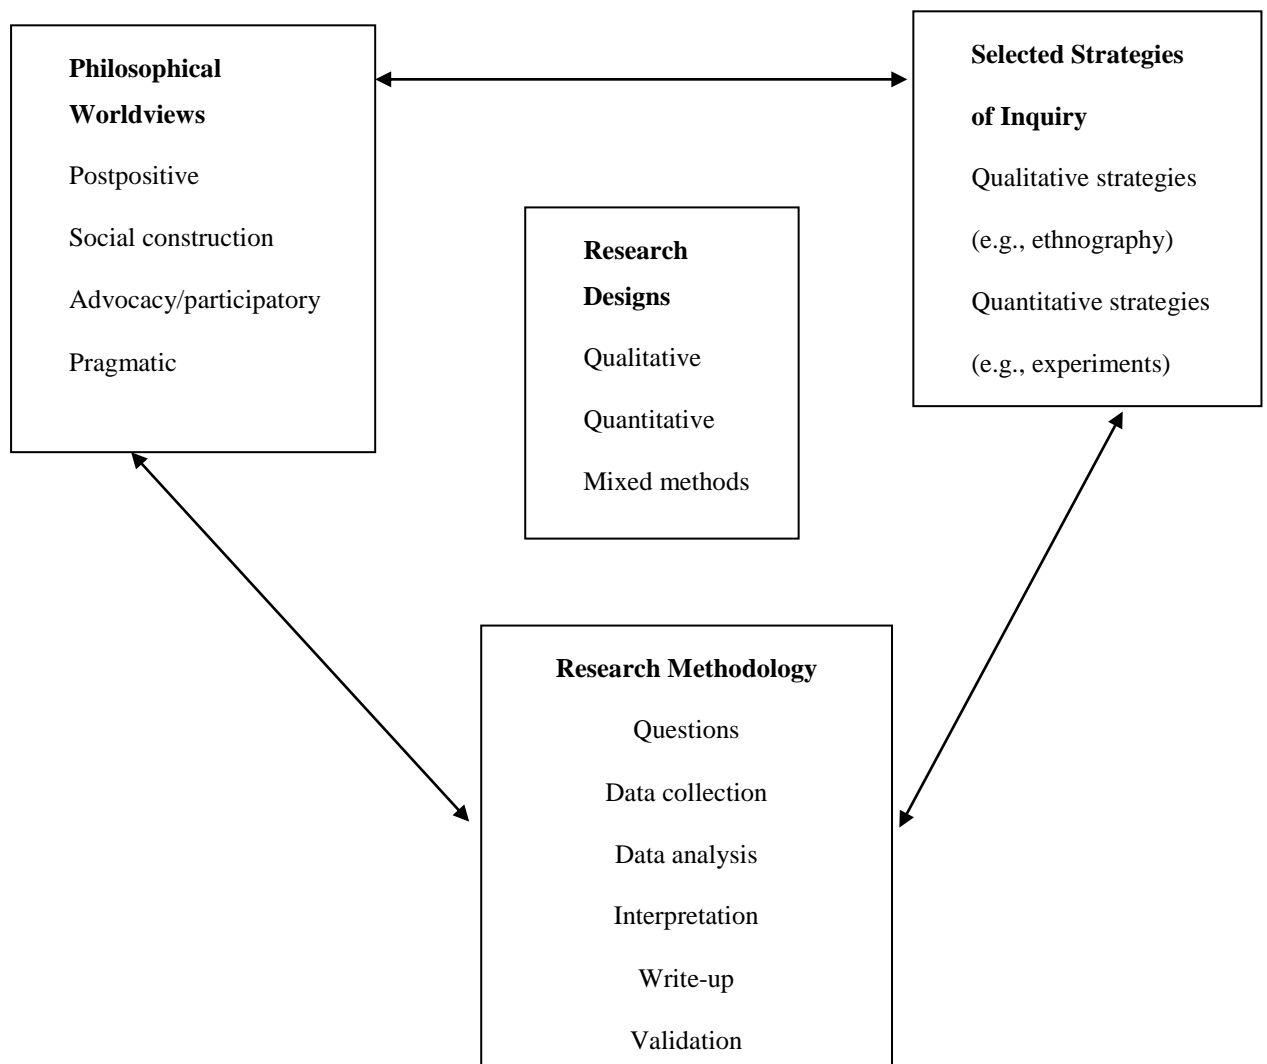 Philosophical
Worldviews
Postpositive
Social construction
Advocacy/participatory
Pragmatic
Selected Strategies
of Inquiry
Qualitative strategies
(e.g., ethnography)
Quantitative strategies
(e.g., experiments)
Research
Designs
Qualitative
Quantitative
Mixed methods
Research Methodology
Questions
Data collection
Data analysis
Interpretation
Write-up
Validation